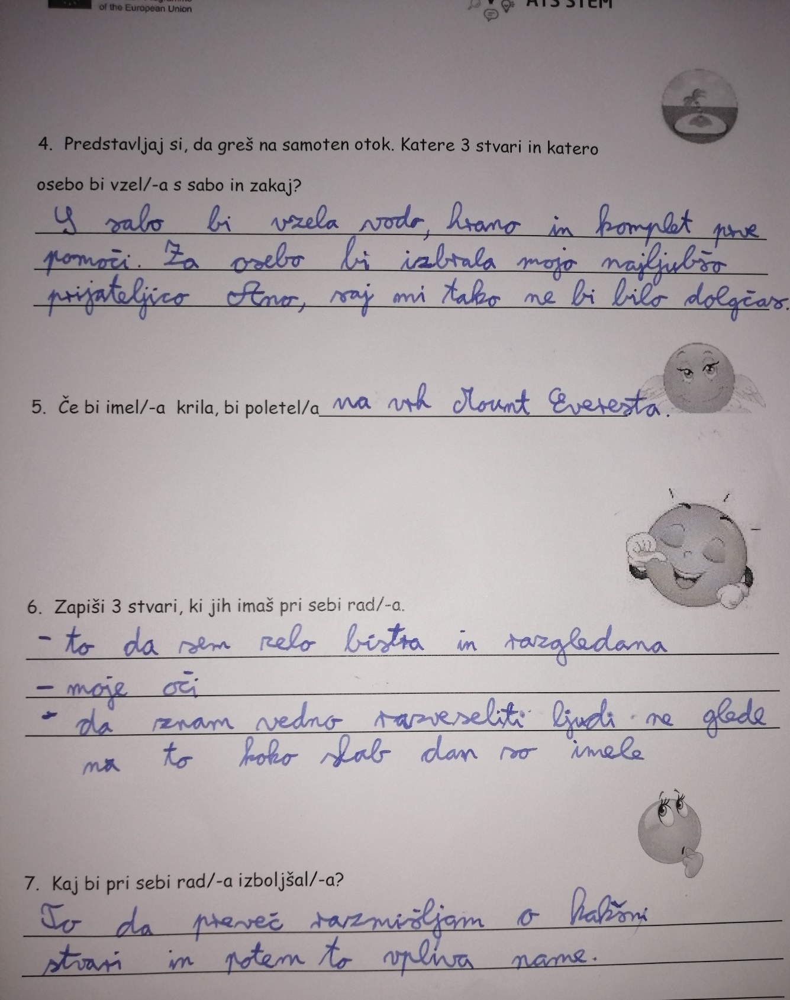 of the European Union
ATS STEM
4. Predstavljaj si, da greš na samoten otok. Katere 3 stvari in katero
osebo bi vzel/-a s sabo in zakaj?
S sabo bi vzela vodo, hrano in komplet prve
pomoči. Za osebo bi izbrala mojo najljubšo
prijateljico Ano, saj mi tako ne bi bilo dolgčas.
5. Če bi imel/-a krila, bi poletel/a na vrh Mount Everesta.
6. Zapiši 3 stvari, ki jih imaš pri sebi rad/-a.
- to da sem zelo bistra in razgledana
- moje oči
- da znam vedno razveseliti ljudi ne glede
na to koko slab dan so imele
7. Kaj bi pri sebi rad/-a izboljšal/-a?
To da preveč razmišljam o kakšni
stvari in potem to vpliva name.